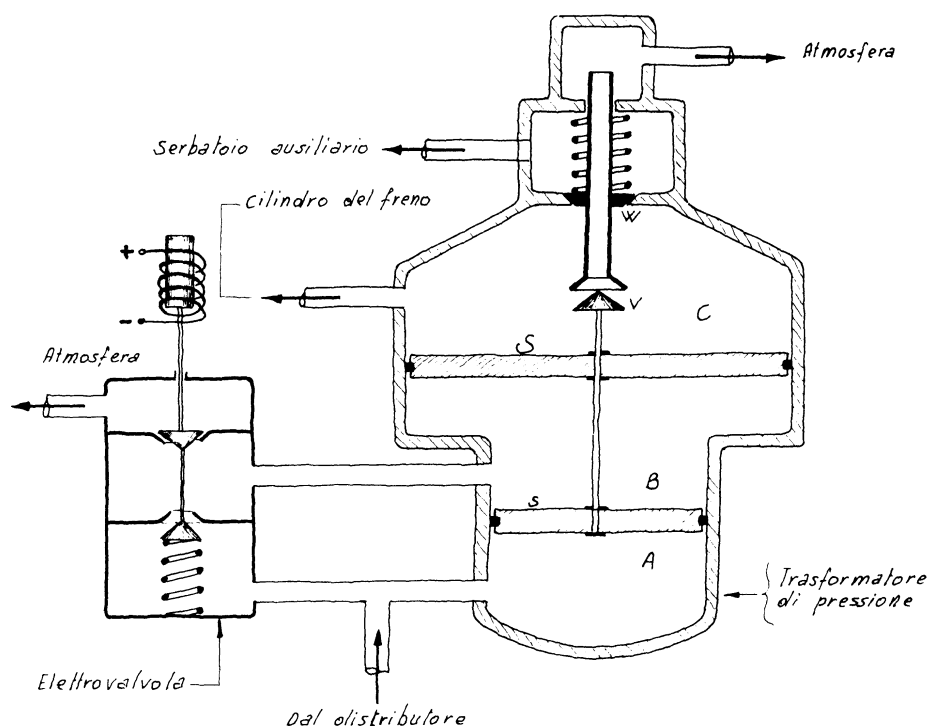 Atmosfera
Serbatoio ausiliario
Cilindro del freno
W
V
C
+
-
S
Atmosfera
B
s
A
Trasformatore
di pressione
Elettrovalvola
Dal distributore